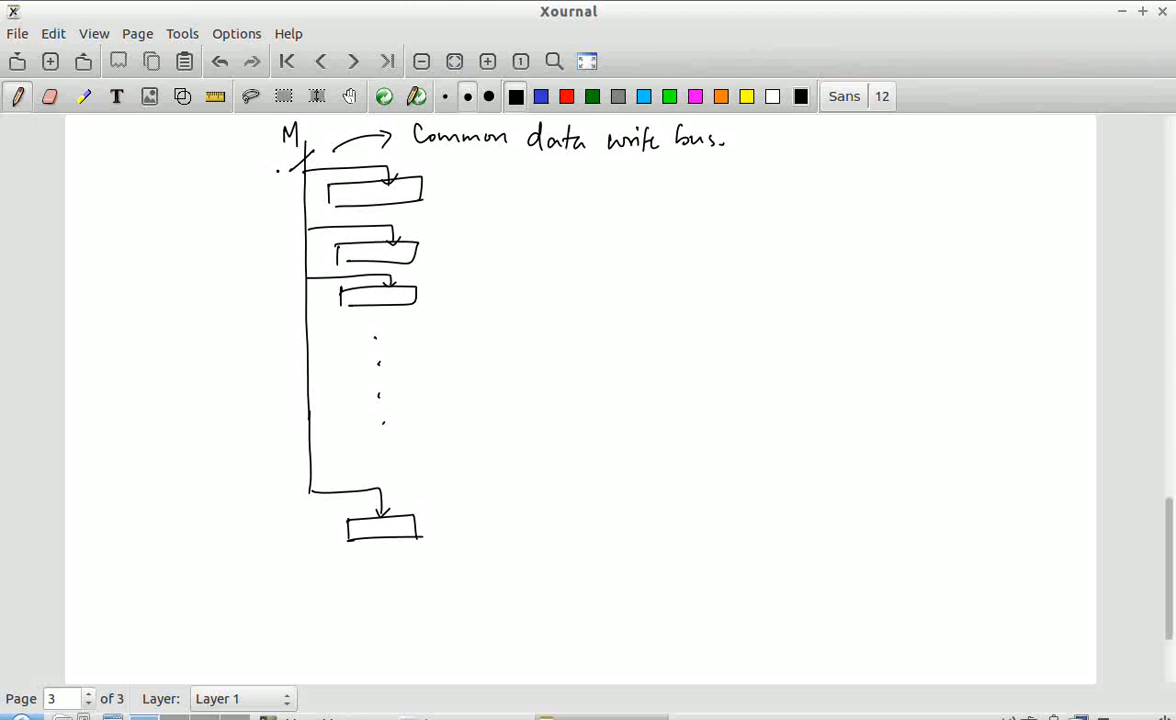 Xournal
File Edit View Page Tools Options Help
Sans 12
M
Common data write bus.
Page 3 of 3 Layer: Layer 1